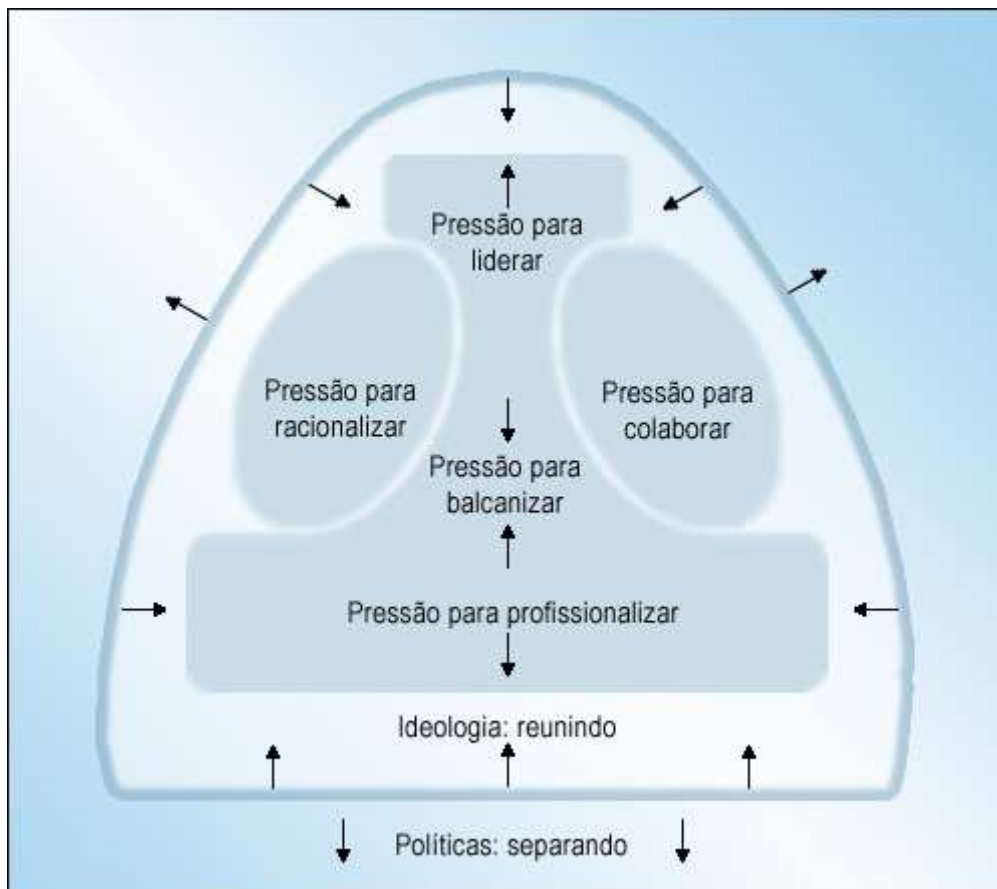 Pressão para
liderar
Pressão para
racionalizar
Pressão para
colaborar
Pressão para
balcanizar
Pressão para profissionalizar
Ideologia: reunindo
Políticas: separando